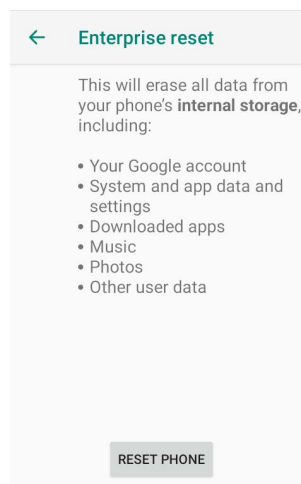 Enterprise reset
This will erase all data from
your phone's internal storage,
including:
• Your Google account
• System and app data and
settings
• Downloaded apps
• Music
• Photos
• Other user data
RESET PHONE